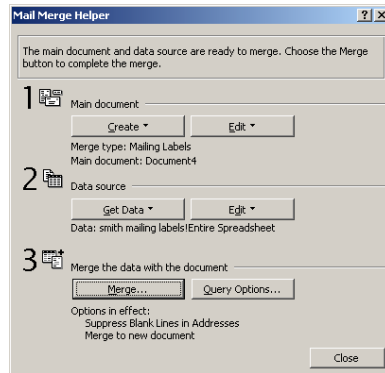 Mail Merge Helper
The main document and data source are ready to merge. Choose the Merge
button to complete the merge.
1 Main document
Create Edit
Merge type: Mailing Labels
Main document: Document4
2 Data source
Get Data Edit
Data: smith mailing labels!Entire Spreadsheet
3 Merge the data with the document
Merge... Query Options...
Options in effect:
Suppress Blank Lines in Addresses
Merge to new document
Close